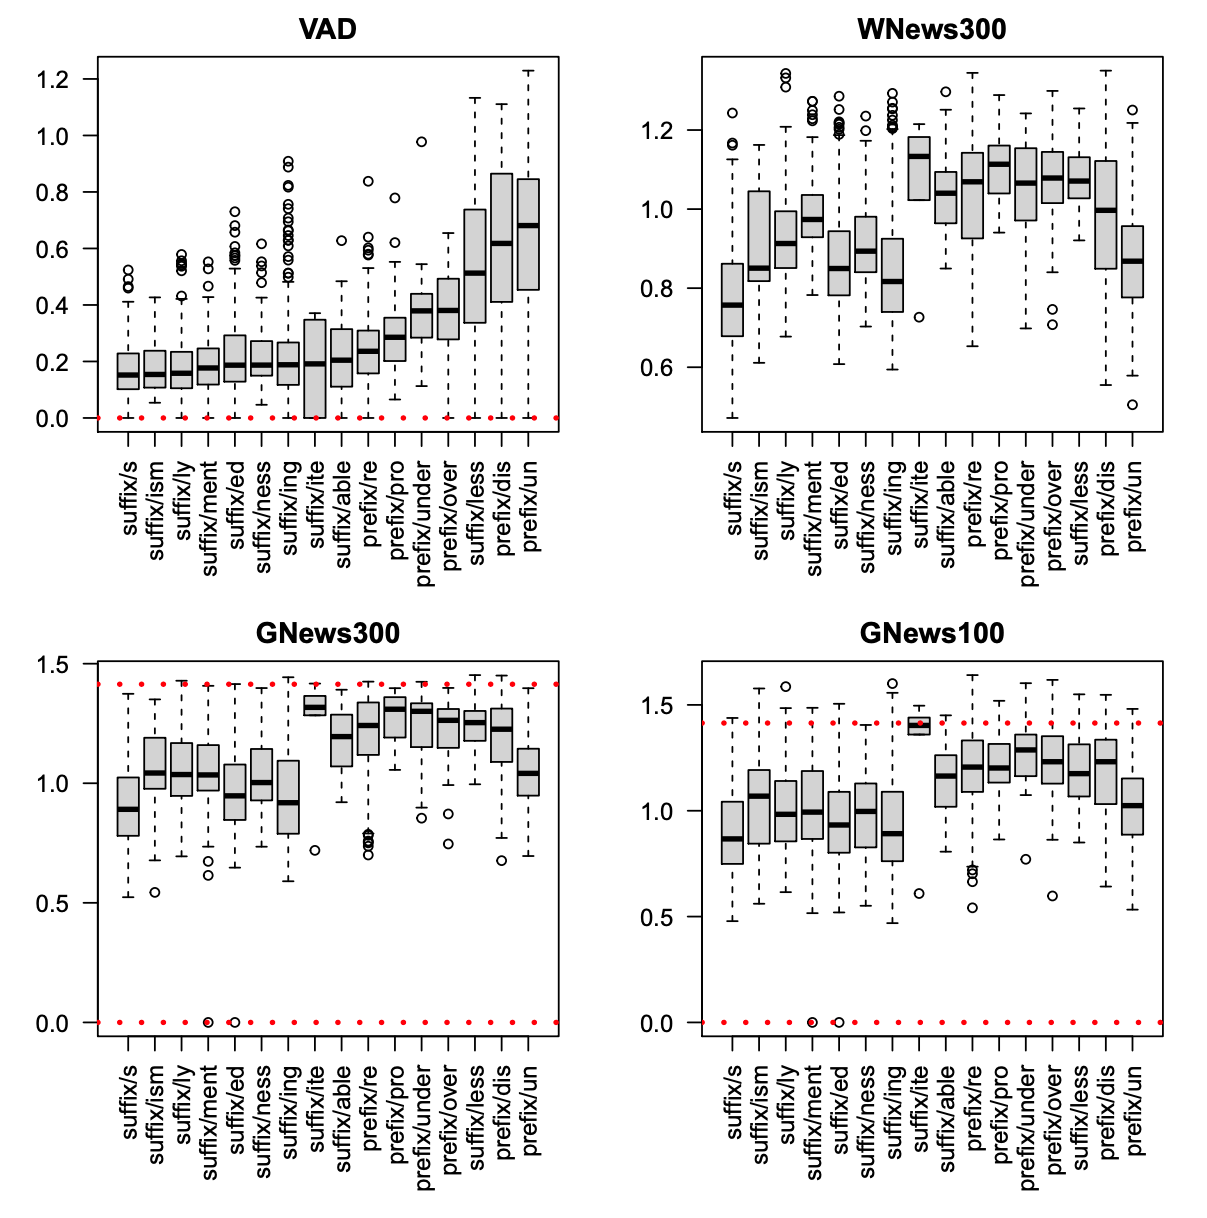 VAD
1.2
1.0
0.8
0.6
0.4
0.2
0.0
suffix/s
suffix/ism
suffix/ly
suffix/ment
suffix/ed
suffix/ness
suffix/ing
suffix/ite
suffix/able
prefix/re
prefix/pro
prefix/under
prefix/over
suffix/less
prefix/dis
prefix/un
WNews300
1.2
1.0
0.8
0.6
suffix/s
suffix/ism
suffix/ly
suffix/ment
suffix/ed
suffix/ness
suffix/ing
suffix/ite
suffix/able
prefix/re
prefix/pro
prefix/under
prefix/over
suffix/less
prefix/dis
prefix/un
GNews300
1.5
1.0
0.5
0.0
suffix/s
suffix/ism
suffix/ly
suffix/ment
suffix/ed
suffix/ness
suffix/ing
suffix/ite
suffix/able
prefix/re
prefix/pro
prefix/under
prefix/over
suffix/less
prefix/dis
prefix/un
GNews100
1.5
1.0
0.5
0.0
suffix/s
suffix/ism
suffix/ly
suffix/ment
suffix/ed
suffix/ness
suffix/ing
suffix/ite
suffix/able
prefix/re
prefix/pro
prefix/under
prefix/over
suffix/less
prefix/dis
prefix/un